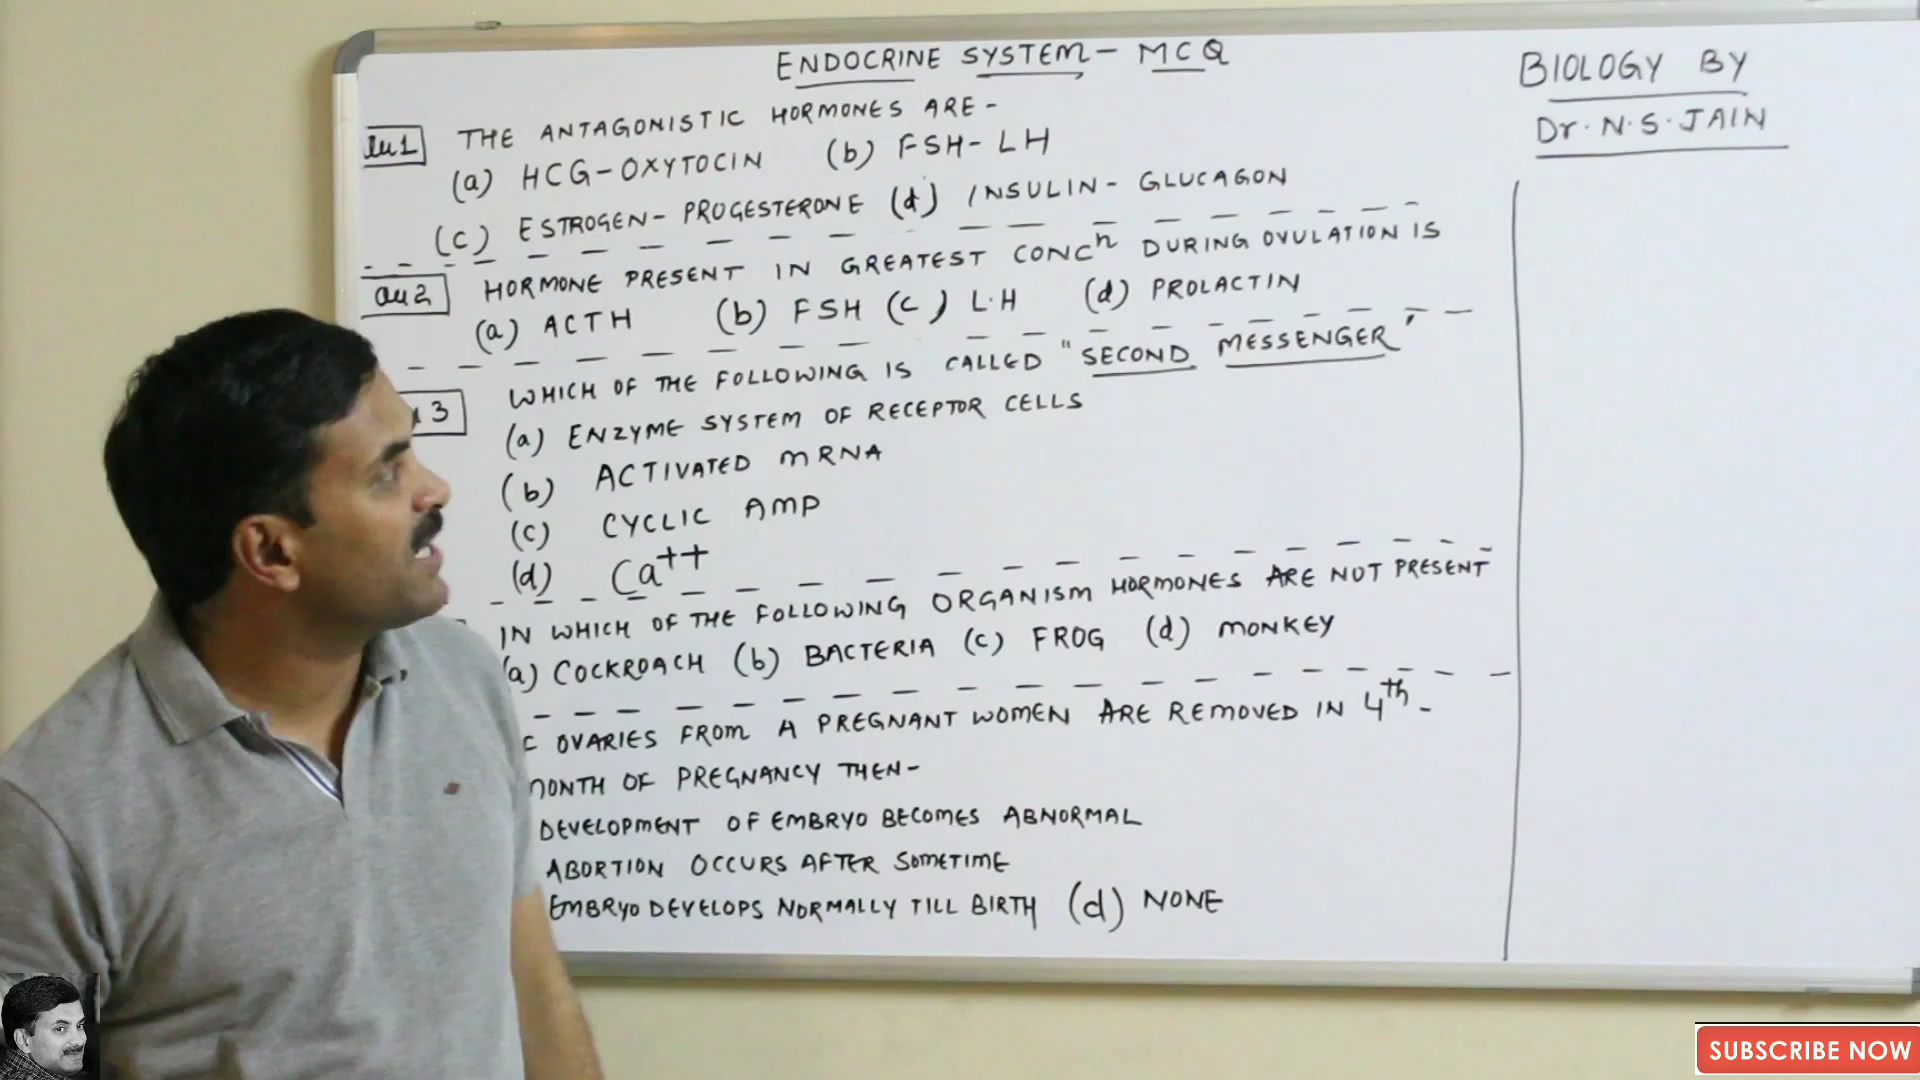 ENDOCRINE SYSTEM - MCQ
BIOLOGY BY
Dr. N. S. JAIN
Qu 1 THE ANTAGONISTIC HORMONES ARE -
(a) HCG - OXYTOCIN (b) FSH - LH
(c) ESTROGEN - PROGESTERONE (d) INSULIN - GLUCAGON
Qu 2 HORMONE PRESENT IN GREATEST CONCn DURING OVULATION IS
(a) ACTH (b) FSH (c) L.H (d) PROLACTIN
3 WHICH OF THE FOLLOWING IS CALLED "SECOND MESSENGER"
(a) ENZYME SYSTEM OF RECEPTOR CELLS
(b) ACTIVATED mRNA
(c) CYCLIC AMP
(d) Ca++
IN WHICH OF THE FOLLOWING ORGANISM HORMONES ARE NOT PRESENT
(a) COCKROACH (b) BACTERIA (c) FROG (d) MONKEY
OVARIES FROM A PREGNANT WOMEN ARE REMOVED IN 4th -
MONTH OF PREGNANCY THEN -
DEVELOPMENT OF EMBRYO BECOMES ABNORMAL
ABORTION OCCURS AFTER SOMETIME
EMBRYO DEVELOPS NORMALLY TILL BIRTH (d) NONE
SUBSCRIBE NOW